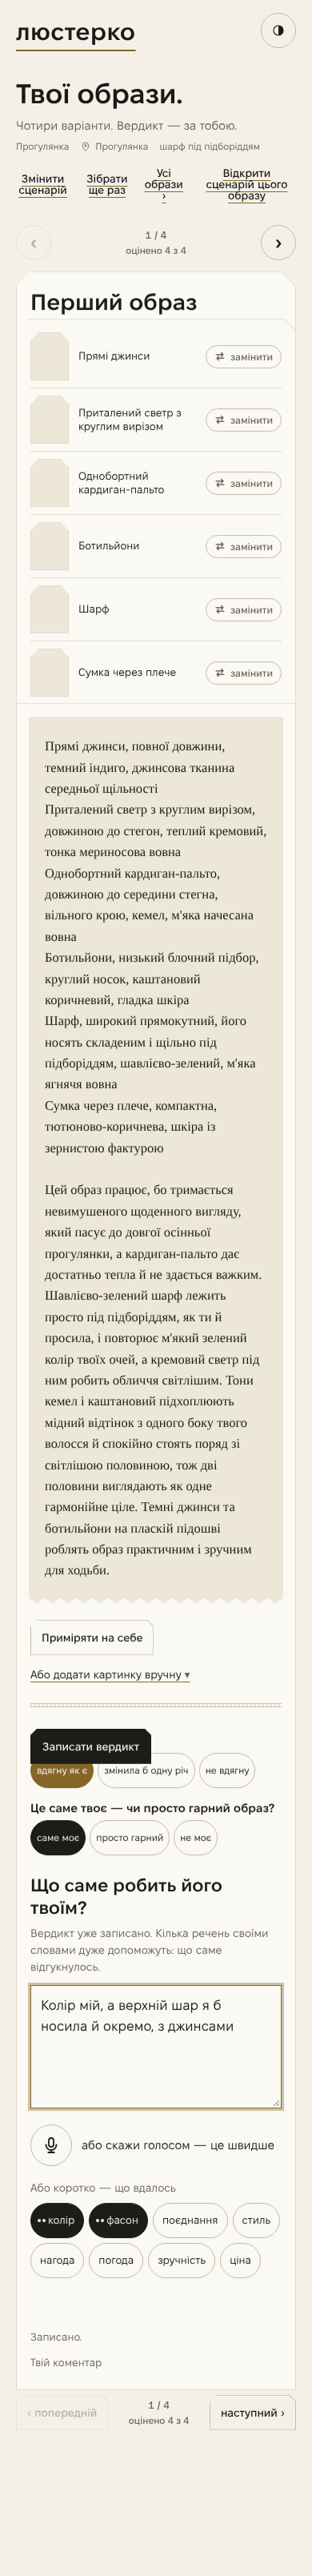 люстерко
Твої образи.
Чотири варіанти. Вердикт — за тобою.
Прогулянка Прогулянка шарф під підборіддям
Змінити
сценарій
Зібрати
ще раз
Усі
образи
›
Відкрити
сценарій цього
образу
‹
1 / 4
оцінено 4 з 4
›
Перший образ
Прямі джинси
⇄ замінити
Приталений светр з
круглим вирізом
⇄ замінити
Однобортний
кардиган-пальто
⇄ замінити
Ботильйони
⇄ замінити
Шарф
⇄ замінити
Сумка через плече
⇄ замінити
Прямі джинси, повної довжини,
темний індиго, джинсова тканина
середньої щільності
Приталений светр з круглим вирізом,
довжиною до стегон, теплий кремовий,
тонка мериносова вовна
Однобортний кардиган-пальто,
довжиною до середини стегна,
вільного крою, кемел, м'яка начесана
вовна
Ботильйони, низький блочний підбор,
круглий носок, каштановий
коричневий, гладка шкіра
Шарф, широкий прямокутний, його
носять складеним і щільно під
підборіддям, шавлієво-зелений, м'яка
ягняча вовна
Сумка через плече, компактна,
тютюново-коричнева, шкіра із
зернистою фактурою
Цей образ працює, бо тримається
невимушеного щоденного вигляду,
який пасує до довгої осінньої
прогулянки, а кардиган-пальто дає
достатньо тепла й не здається важким.
Шавлієво-зелений шарф лежить
просто під підборіддям, як ти й
просила, і повторює м'який зелений
колір твоїх очей, а кремовий светр під
ним робить обличчя світлішим. Тони
кемел і каштановий підхоплюють
мідний відтінок з одного боку твого
волосся й спокійно стоять поряд зі
світлішою половиною, тож дві
половини виглядають як одне
гармонійне ціле. Темні джинси та
ботильйони на пласкій підошві
роблять образ практичним і зручним
для ходьби.
Приміряти на себе
Або додати картинку вручну ▾
Записати вердикт
вдягну як є
змінила б одну річ
не вдягну
Це саме твоє — чи просто гарний образ?
саме моє
просто гарний
не моє
Що саме робить його
твоїм?
Вердикт уже записано. Кілька речень своїми
словами дуже допоможуть: що саме
відгукнулось.
Колір мій, а верхній шар я б
носила й окремо, з джинсами
або скажи голосом — це швидше
Або коротко — що вдалось
колір
фасон
поєднання
стиль
нагода
погода
зручність
ціна
Записано.
Твій коментар
‹ попередній
1 / 4
оцінено 4 з 4
наступний ›